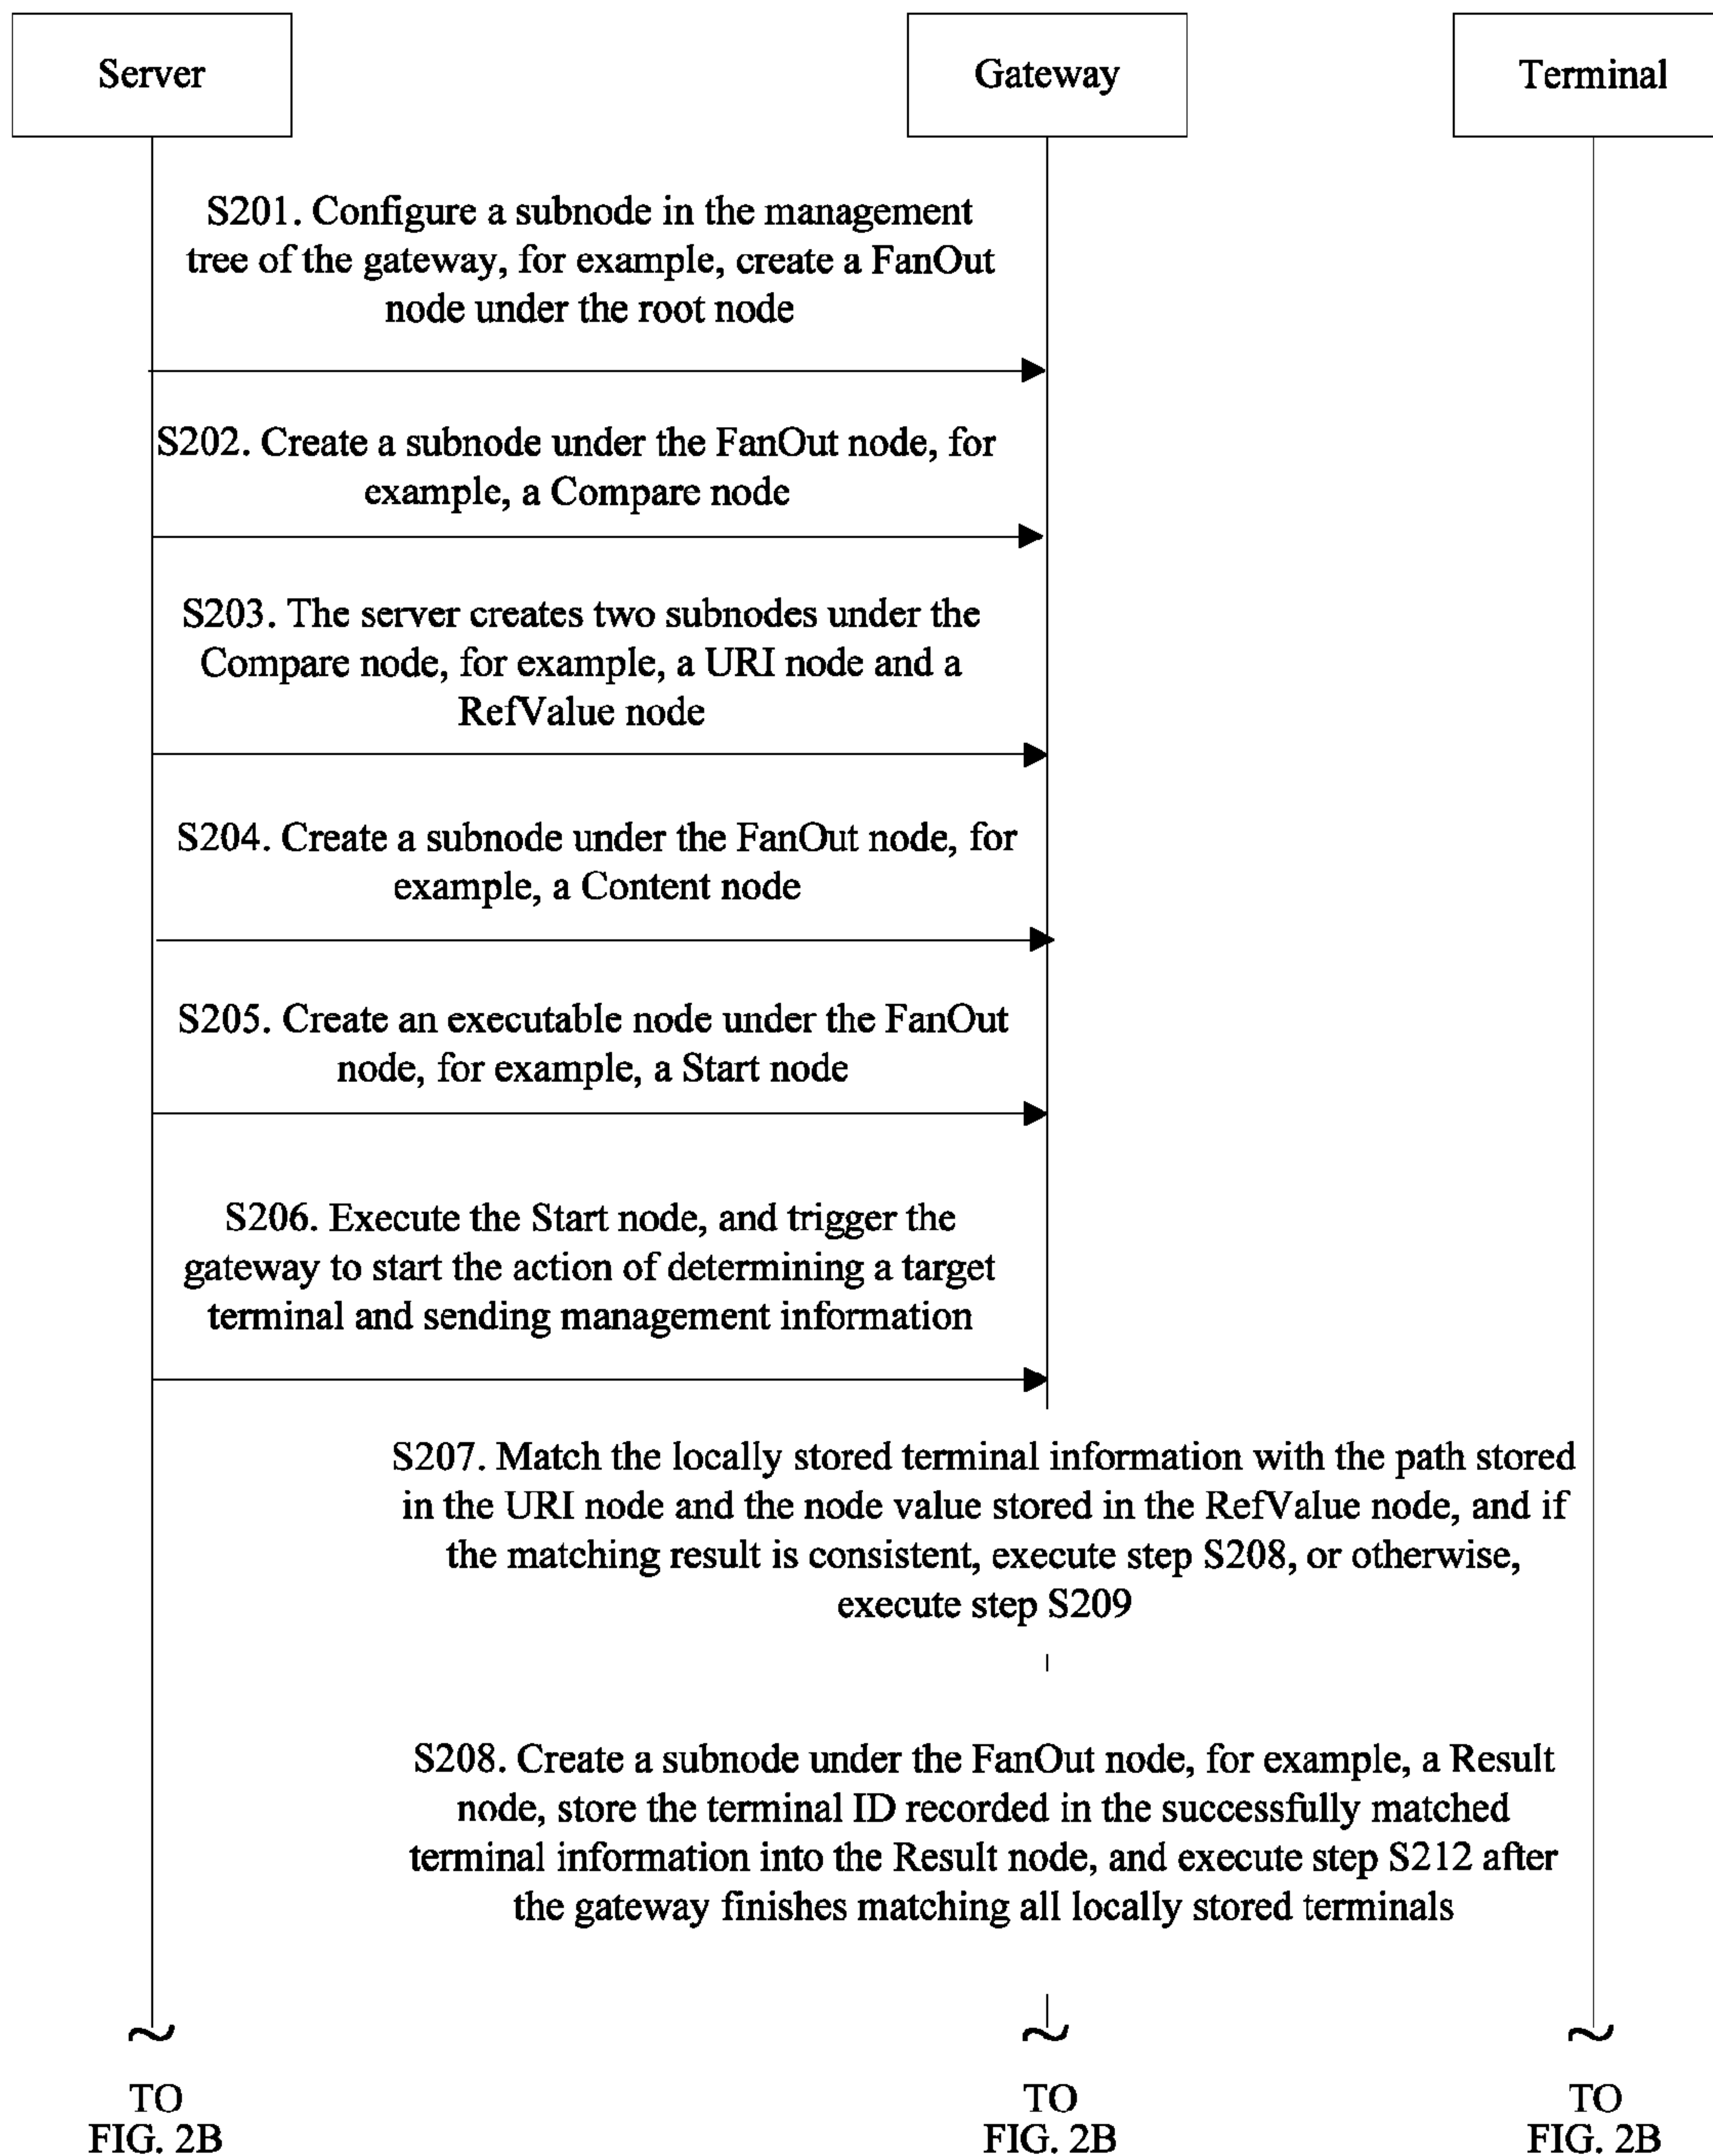 Server
Gateway
Terminal
S201. Configure a subnode in the management
tree of the gateway, for example, create a FanOut
node under the root node
S202. Create a subnode under the FanOut node, for
example, a Compare node
S203. The server creates two subnodes under the
Compare node, for example, a URI node and a
RefValue node
S204. Create a subnode under the FanOut node, for
example, a Content node
S205. Create an executable node under the FanOut
node, for example, a Start node
S206. Execute the Start node, and trigger the
gateway to start the action of determining a target
terminal and sending management information
S207. Match the locally stored terminal information with the path stored
in the URI node and the node value stored in the RefValue node, and if
the matching result is consistent, execute step S208, or otherwise,
execute step S209
S208. Create a subnode under the FanOut node, for example, a Result
node, store the terminal ID recorded in the successfully matched
terminal information into the Result node, and execute step S212 after
the gateway finishes matching all locally stored terminals
TO
FIG. 2B
TO
FIG. 2B
TO
FIG. 2B